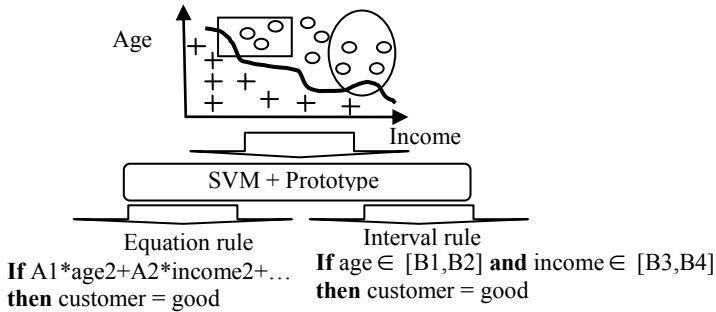 Age
Income
SVM + Prototype
Equation rule
If A1*age2+A2*income2+…
then customer = good
Interval rule
If age ∈ [B1,B2] and income ∈ [B3,B4]
then customer = good